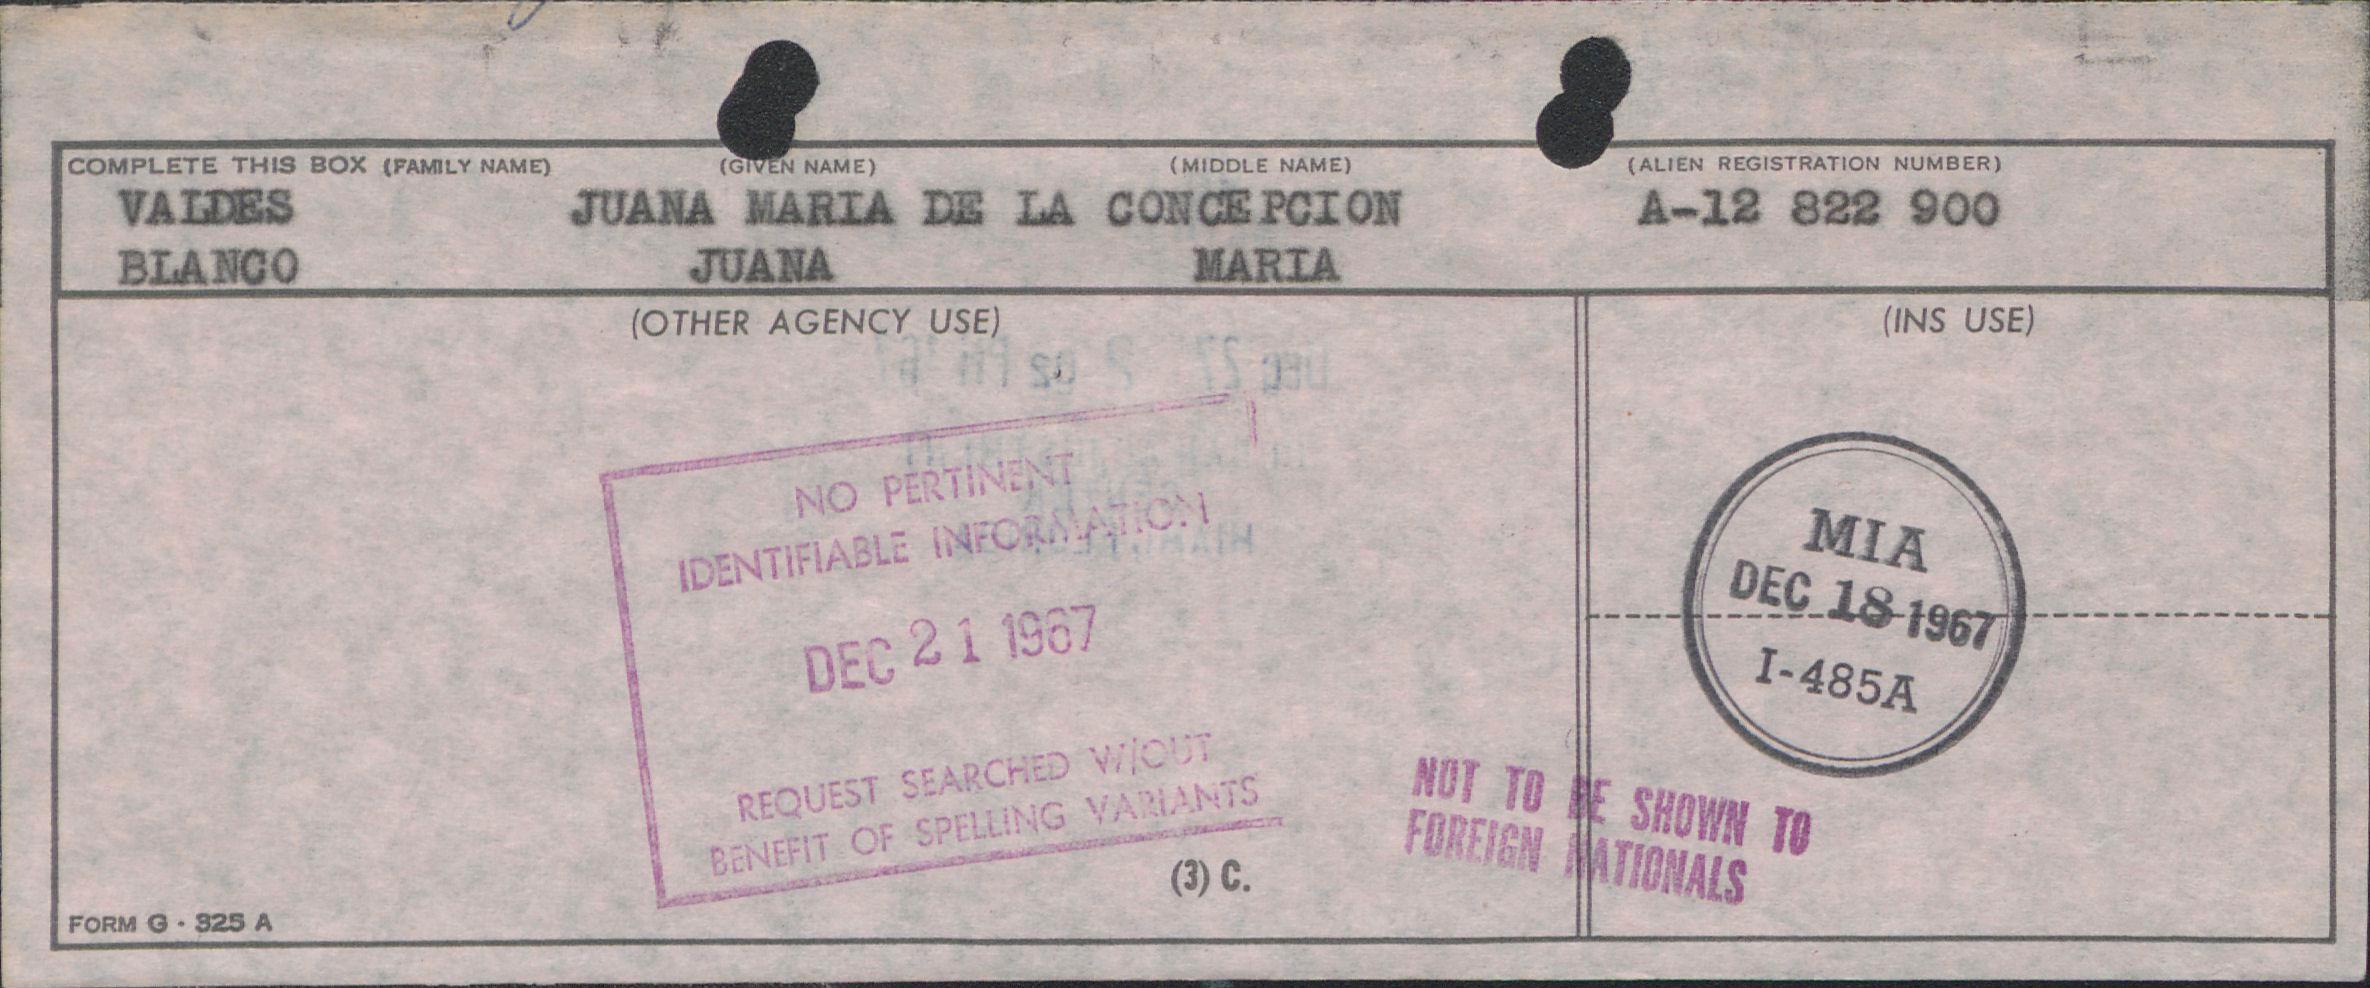 COMPLETE THIS BOX (FAMILY NAME) (GIVEN NAME) (MIDDLE NAME) (ALIEN REGISTRATION NUMBER)
VALDES JUANA MARIA DE LA CONCEPCION A-12 822 900
BLANCO JUANA MARIA
(OTHER AGENCY USE) (INS USE)
DEC 27 2 02 PM '67
NO PERTINENT
IDENTIFIABLE INFORMATION
DEC 21 1967
REQUEST SEARCHED W/OUT
BENEFIT OF SPELLING VARIANTS
(3) C.
MIA
DEC 18 1967
I-485A
NOT TO BE SHOWN TO
FOREIGN NATIONALS
FORM G - 325 A